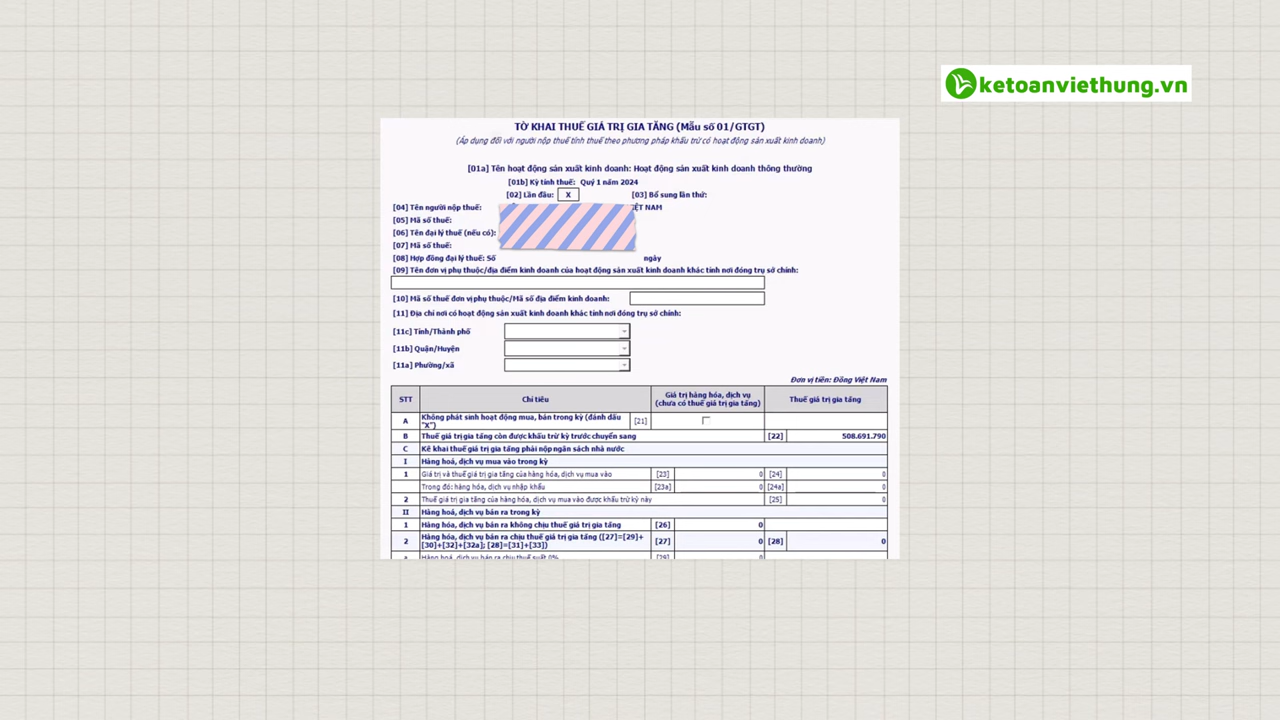 ketoanviethung.vn
TỜ KHAI THUẾ GIÁ TRỊ GIA TĂNG (Mẫu số 01/GTGT)
(Áp dụng đối với người nộp thuế tính thuế theo phương pháp khấu trừ có hoạt động sản xuất kinh doanh)
[01a] Tên hoạt động sản xuất kinh doanh: Hoạt động sản xuất kinh doanh thông thường
[01b] Kỳ tính thuế: Quý 1 năm 2024
[02] Lần đầu: X [03] Bổ sung lần thứ:
[04] Tên người nộp thuế: IỆT NAM
[05] Mã số thuế:
[06] Tên đại lý thuế (nếu có):
[07] Mã số thuế:
[08] Hợp đồng đại lý thuế: Số ngày
[09] Tên đơn vị phụ thuộc/địa điểm kinh doanh của hoạt động sản xuất kinh doanh khác tỉnh nơi đóng trụ sở chính:
[10] Mã số thuế đơn vị phụ thuộc/Mã số địa điểm kinh doanh:
[11] Địa chỉ nơi có hoạt động sản xuất kinh doanh khác tỉnh nơi đóng trụ sở chính:
[11c] Tỉnh/Thành phố
[11b] Quận/Huyện
[11a] Phường/xã
Đơn vị tiền: Đồng Việt Nam
STT Chỉ tiêu Giá trị hàng hóa, dịch vụ (chưa có thuế giá trị gia tăng) Thuế giá trị gia tăng
A Không phát sinh hoạt động mua, bán trong kỳ (đánh dấu "X") [21]
B Thuế giá trị gia tăng còn được khấu trừ kỳ trước chuyển sang [22] 508.691.790
C Kê khai thuế giá trị gia tăng phải nộp ngân sách nhà nước
I Hàng hoá, dịch vụ mua vào trong kỳ
1 Giá trị và thuế giá trị gia tăng của hàng hóa, dịch vụ mua vào [23] 0 [24] 0
Trong đó: hàng hóa, dịch vụ nhập khẩu [23a] 0 [24a] 0
2 Thuế giá trị gia tăng của hàng hóa, dịch vụ mua vào được khấu trừ kỳ này [25] 0
II Hàng hoá, dịch vụ bán ra trong kỳ
1 Hàng hóa, dịch vụ bán ra không chịu thuế giá trị gia tăng [26] 0
2 Hàng hóa, dịch vụ bán ra chịu thuế giá trị gia tăng ([27]=[29]+[30]+[32]+[32a]; [28]=[31]+[33]) [27] 0 [28] 0
a Hàng hoá, dịch vụ bán ra chịu thuế suất 0% [29] 0